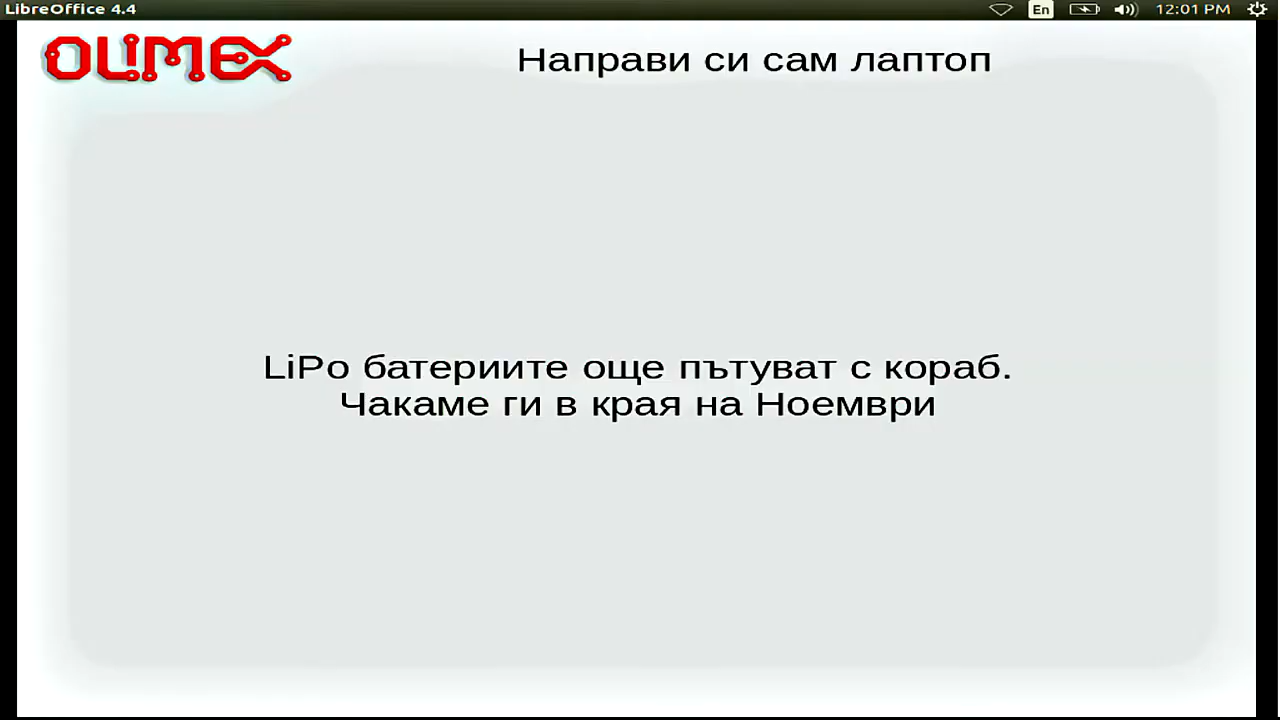 LibreOffice 4.4
En
12:01 PM
OLIMEX
Направи си сам лаптоп
LiPo батериите още пътуват с кораб.
Чакаме ги в края на Ноември